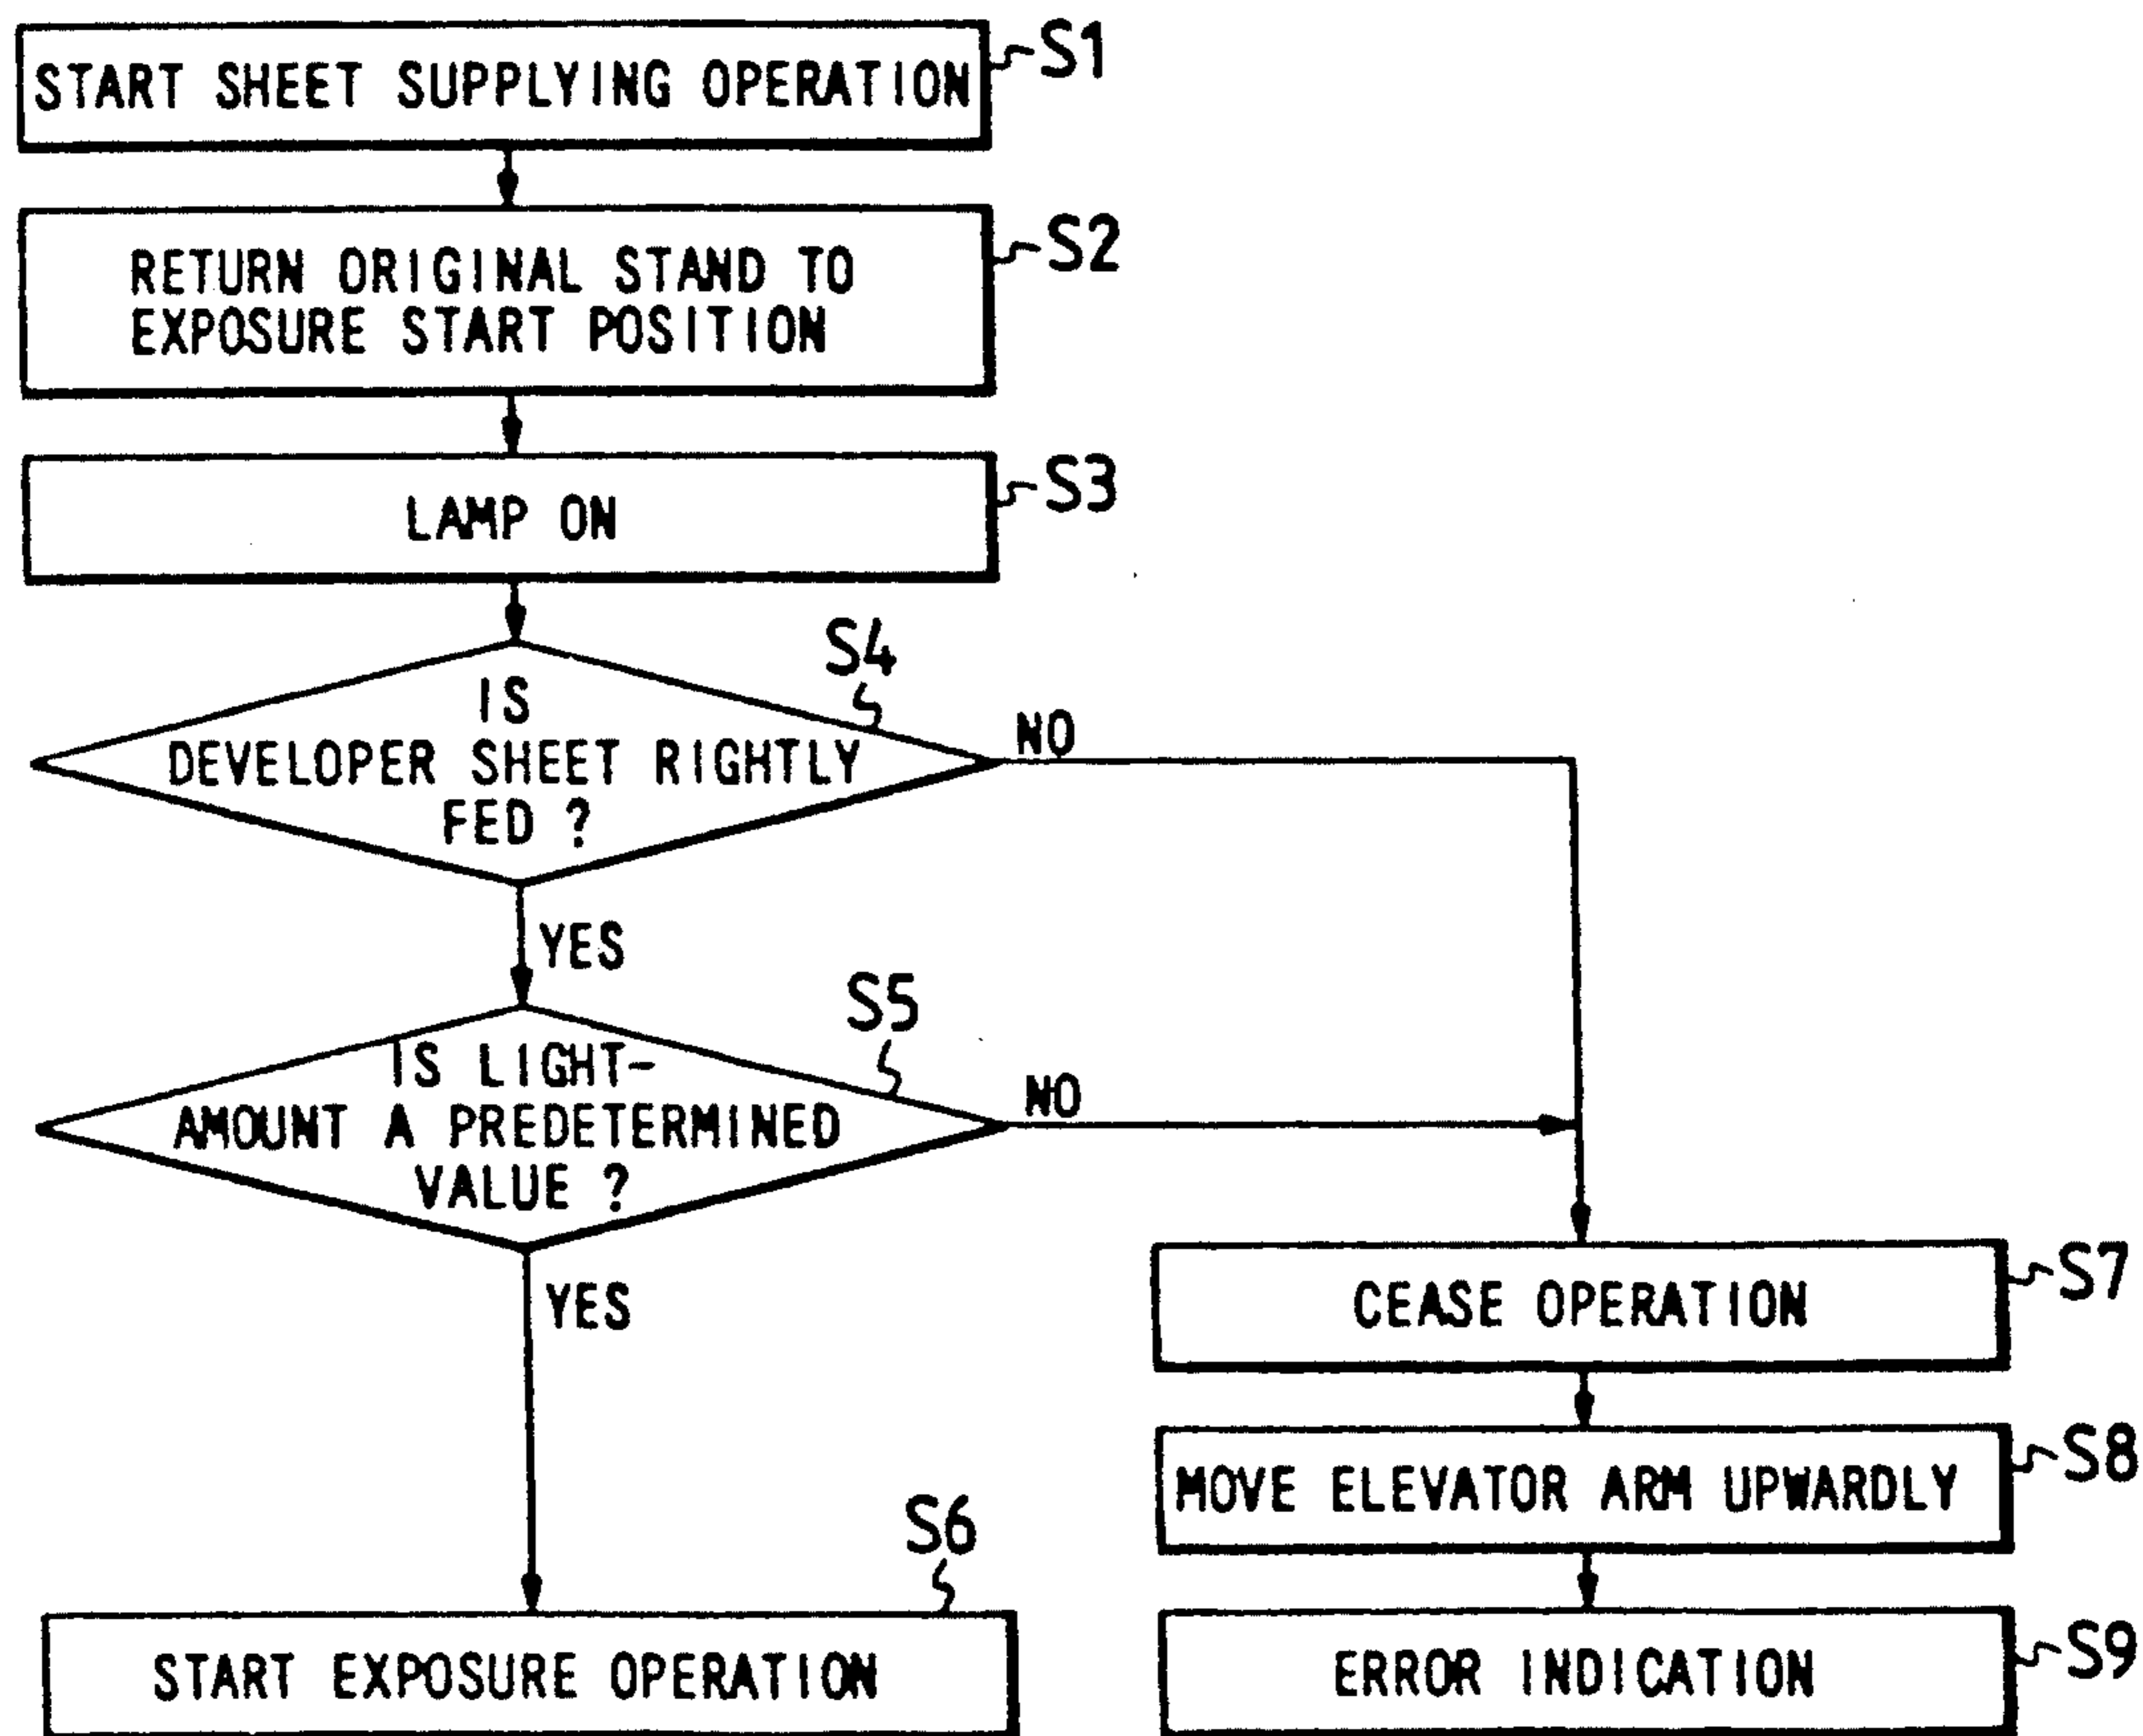 START SHEET SUPPLYING OPERATION
S1
RETURN ORIGINAL STAND TO
EXPOSURE START POSITION
S2
LAMP ON
S3
S4
IS
DEVELOPER SHEET RIGHTLY
FED ?
NO
YES
S5
IS LIGHT-
AMOUNT A PREDETERMINED
VALUE ?
NO
YES
S6
START EXPOSURE OPERATION
CEASE OPERATION
S7
MOVE ELEVATOR ARM UPWARDLY
S8
ERROR INDICATION
S9